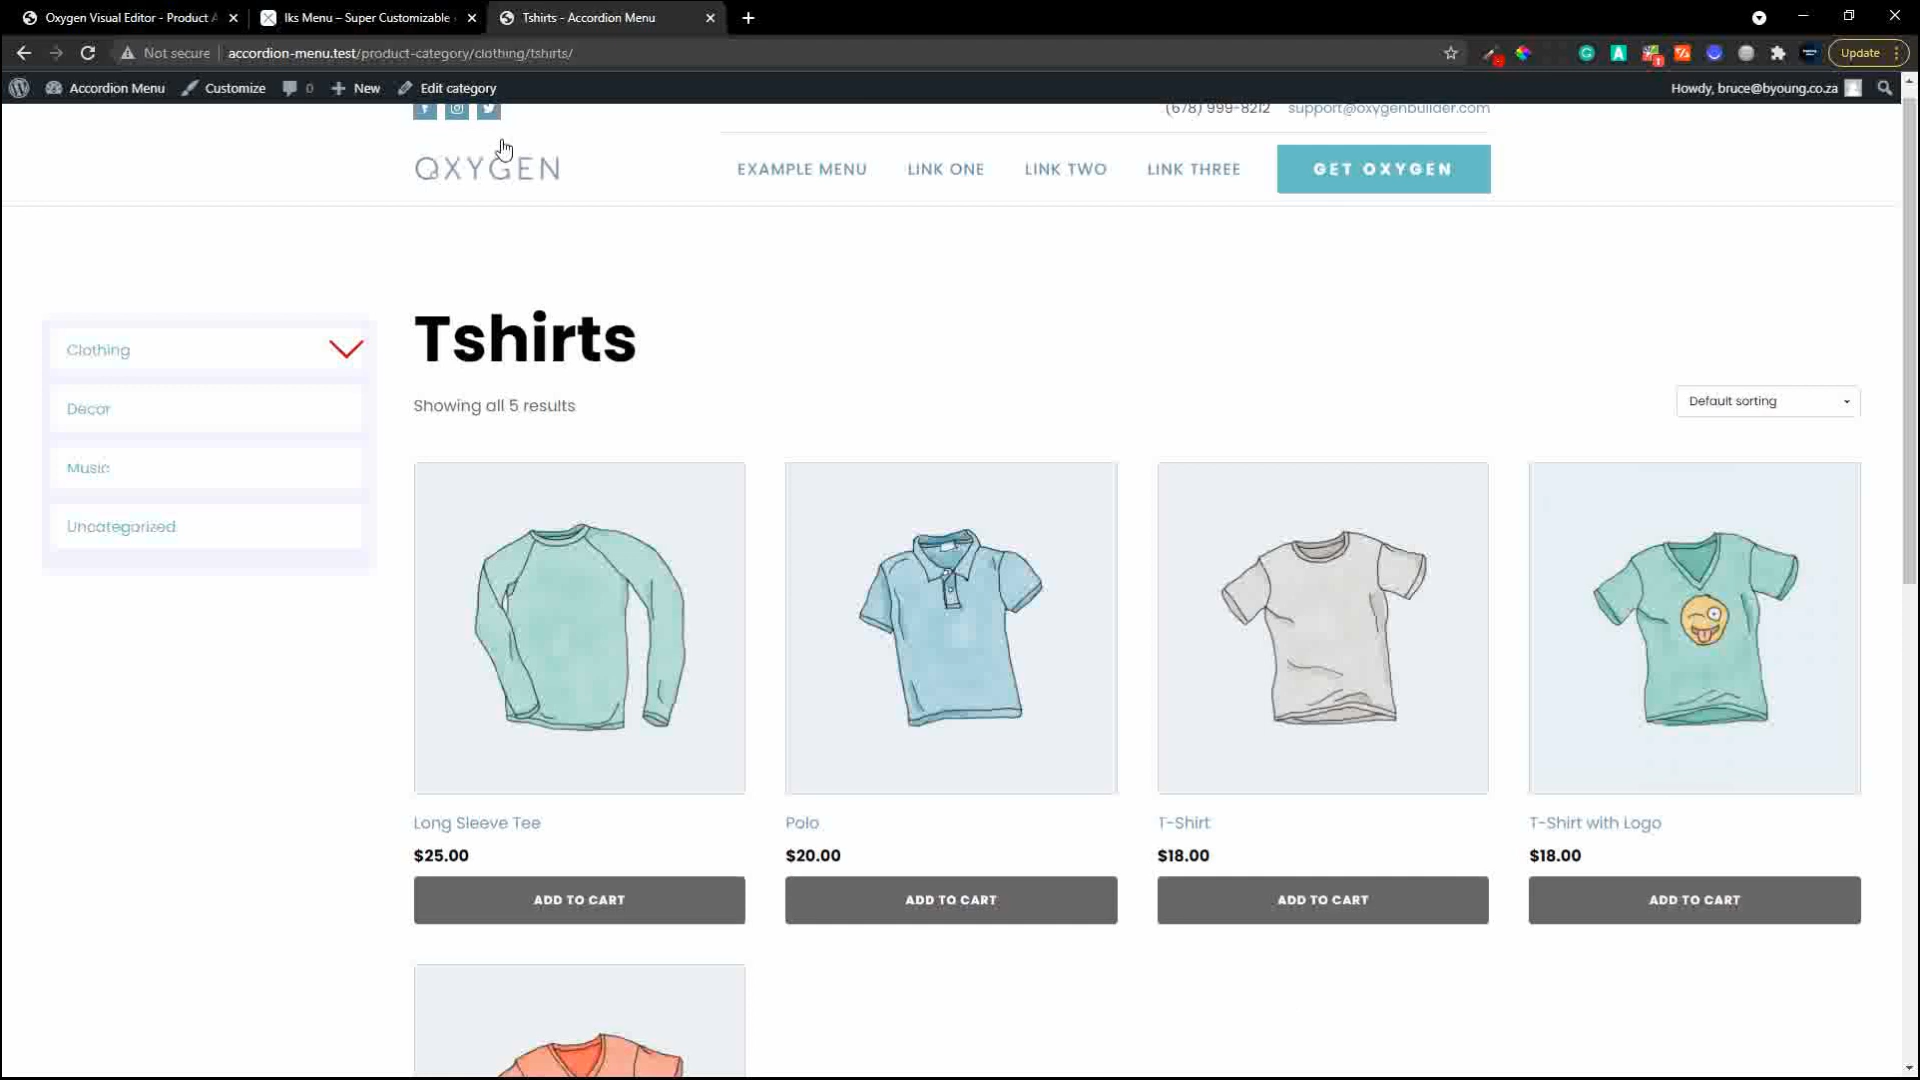 Oxygen Visual Editor - Product A
Iks Menu – Super Customizable
Tshirts - Accordion Menu
Not secure
accordion-menu.test/product-category/clothing/tshirts/
Update
Accordion Menu
Customize
0
New
Edit category
Howdy, bruce@byoung.co.za
(678) 999-8212
support@oxygenbuilder.com
OXYGEN
EXAMPLE MENU
LINK ONE
LINK TWO
LINK THREE
GET OXYGEN
Clothing
Decor
Music
Uncategorized
Tshirts
Showing all 5 results
Default sorting
Long Sleeve Tee
$25.00
ADD TO CART
Polo
$20.00
ADD TO CART
T-Shirt
$18.00
ADD TO CART
T-Shirt with Logo
$18.00
ADD TO CART